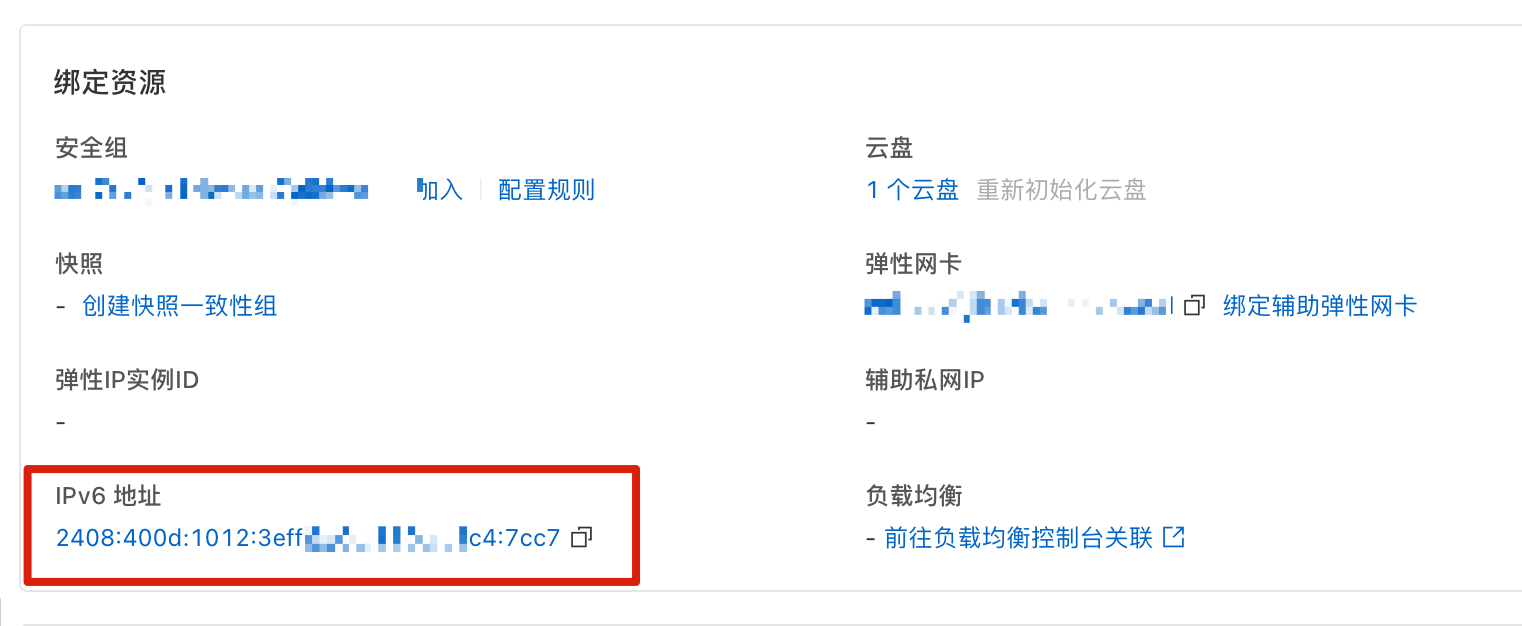 绑定资源
安全组
云盘
加入 配置规则
1 个云盘 重新初始化云盘
快照
弹性网卡
- 创建快照一致性组
绑定辅助弹性网卡
弹性IP实例ID
辅助私网IP
-
-
IPv6 地址
负载均衡
2408:400d:1012:3eff c4:7cc7
- 前往负载均衡控制台关联